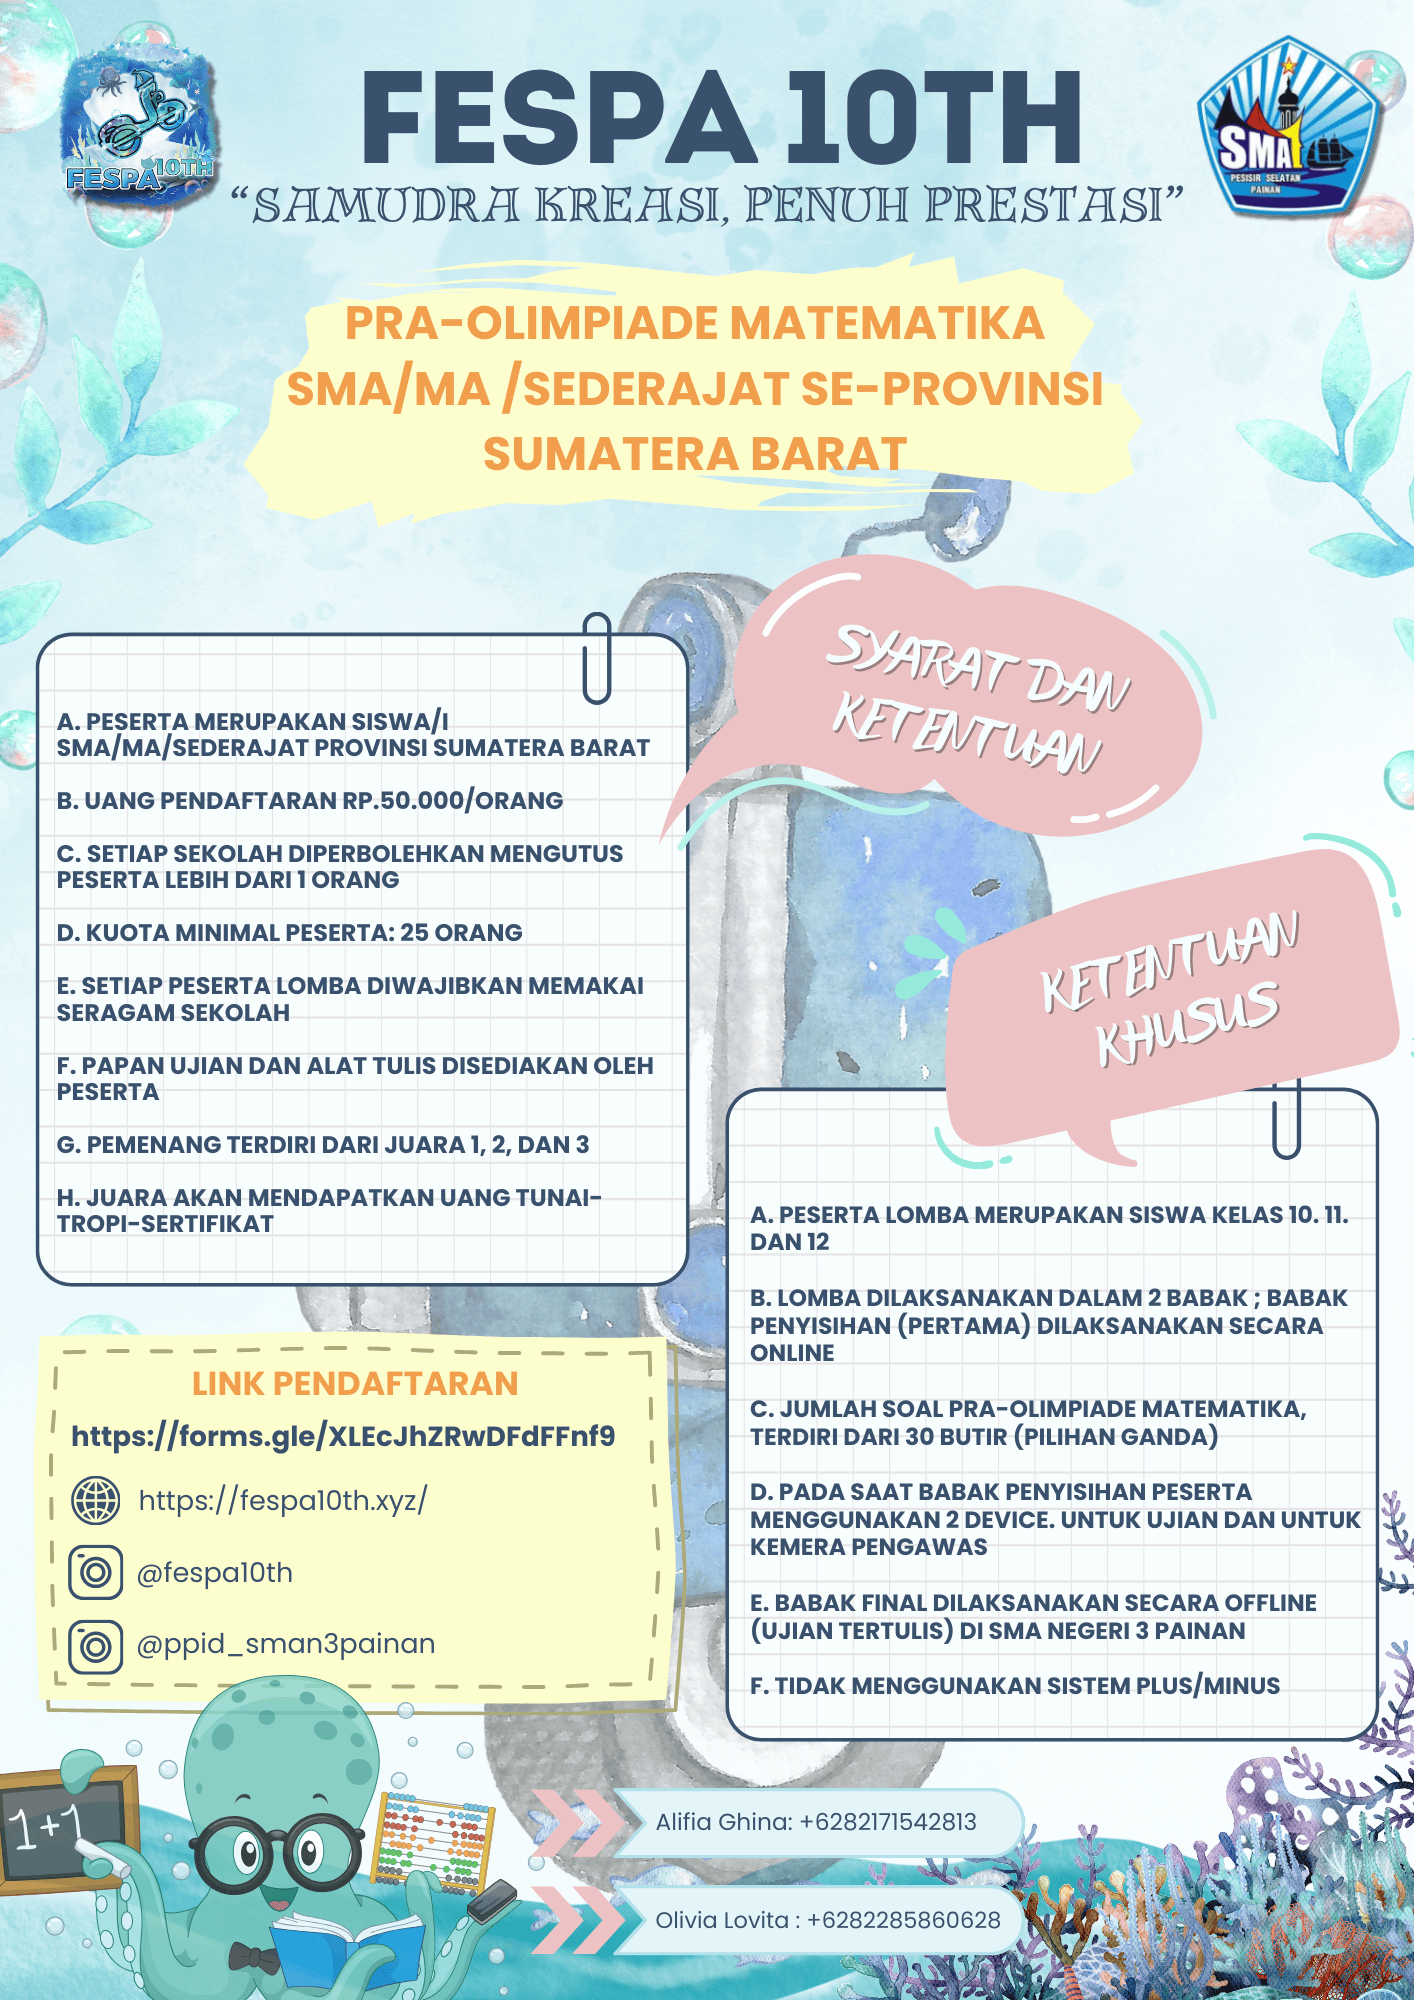 FESPA 10TH
SMA
PESISIR SELATAN
PAINAN
FESPA 10TH
“SAMUDRA KREASI, PENUH PRESTASI”
PRA-OLIMPIADE MATEMATIKA
SMA/MA /SEDERAJAT SE-PROVINSI
SUMATERA BARAT
SYARAT DAN
KETENTUAN
A. PESERTA MERUPAKAN SISWA/I
SMA/MA/SEDERAJAT PROVINSI SUMATERA BARAT
B. UANG PENDAFTARAN RP.50.000/ORANG
C. SETIAP SEKOLAH DIPERBOLEHKAN MENGUTUS
PESERTA LEBIH DARI 1 ORANG
D. KUOTA MINIMAL PESERTA: 25 ORANG
E. SETIAP PESERTA LOMBA DIWAJIBKAN MEMAKAI
SERAGAM SEKOLAH
F. PAPAN UJIAN DAN ALAT TULIS DISEDIAKAN OLEH
PESERTA
G. PEMENANG TERDIRI DARI JUARA 1, 2, DAN 3
H. JUARA AKAN MENDAPATKAN UANG TUNAI-
TROPI-SERTIFIKAT
KETENTUAN
KHUSUS
A. PESERTA LOMBA MERUPAKAN SISWA KELAS 10. 11.
DAN 12
B. LOMBA DILAKSANAKAN DALAM 2 BABAK ; BABAK
PENYISIHAN (PERTAMA) DILAKSANAKAN SECARA
ONLINE
C. JUMLAH SOAL PRA-OLIMPIADE MATEMATIKA,
TERDIRI DARI 30 BUTIR (PILIHAN GANDA)
D. PADA SAAT BABAK PENYISIHAN PESERTA
MENGGUNAKAN 2 DEVICE. UNTUK UJIAN DAN UNTUK
KEMERA PENGAWAS
E. BABAK FINAL DILAKSANAKAN SECARA OFFLINE
(UJIAN TERTULIS) DI SMA NEGERI 3 PAINAN
F. TIDAK MENGGUNAKAN SISTEM PLUS/MINUS
LINK PENDAFTARAN
https://forms.gle/XLEcJhZRwDFdFFnf9
https://fespa10th.xyz/
@fespa10th
@ppid_sman3painan
1+1
Alifia Ghina: +6282171542813
Olivia Lovita : +6282285860628